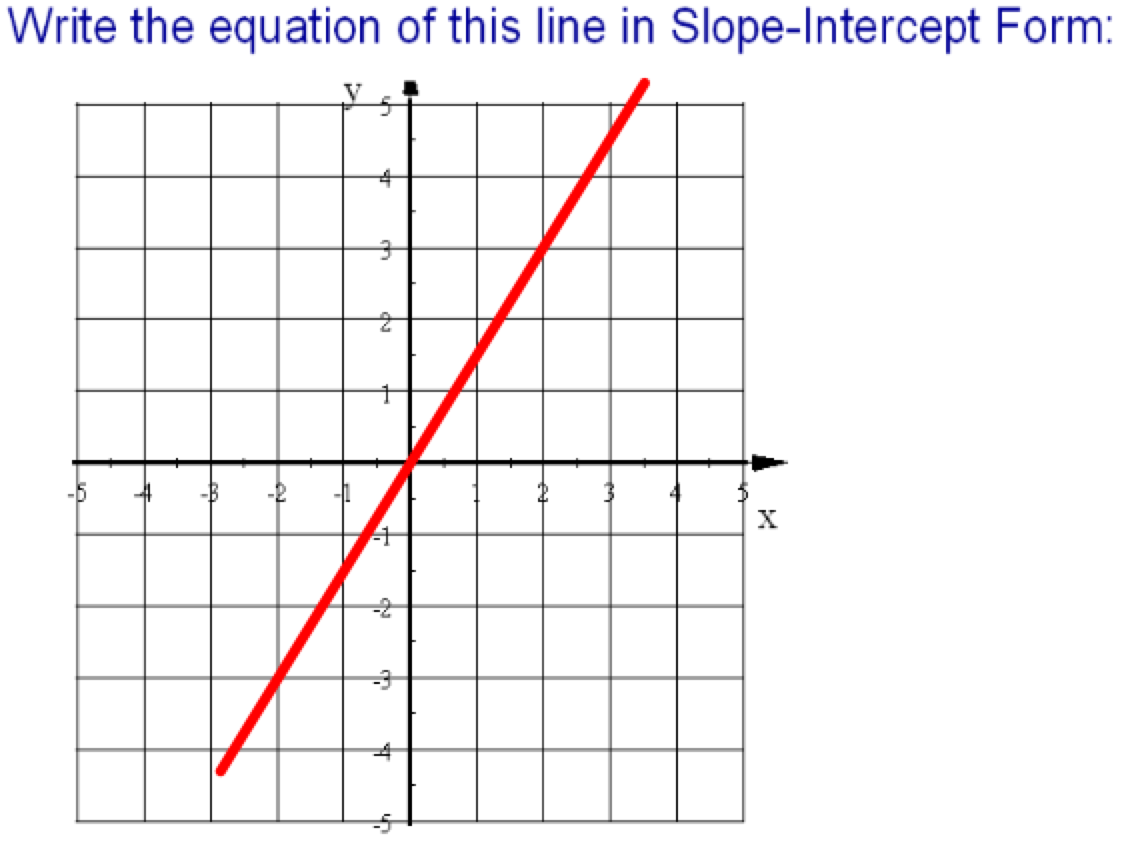 Write the equation of this line in Slope-Intercept Form:
y
5
4
3
2
1
-5 -4 -3 -2 -1 1 2 3 4 5
x
-1
-2
-3
-4
-5